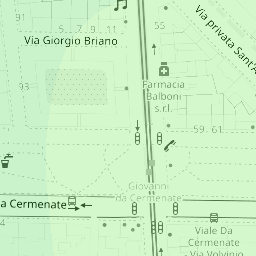 55
5 7 9 11
91
Via Giorgio Briano
Via privata Sant'A
93
Farmacia
Balboni
s.r.l.
59 61
Giovanni
da Cermenate
a Cermenate
Viale Da
Cermenate
- Via Volvinio